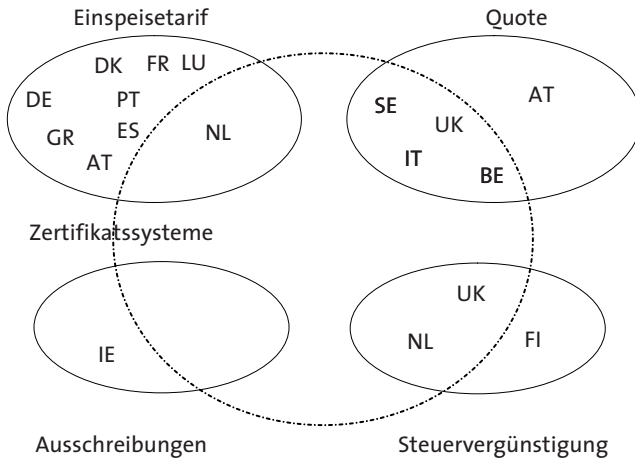 Einspeisetarif
Quote
DK FR LU
DE PT
GR ES NL
AT
AT
SE
UK
IT
BE
Zertifikatssysteme
IE
UK
NL FI
Ausschreibungen
Steuervergünstigung